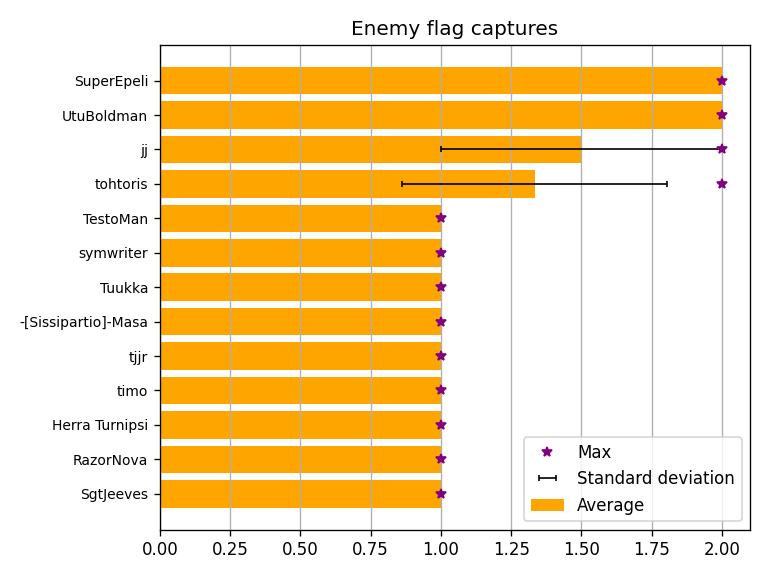 Enemy flag captures
SuperEpeli
UtuBoldman
jj
tohtoris
TestoMan
symwriter
Tuukka
-[Sissipartio]-Masa
tjjr
timo
Herra Turnipsi
RazorNova
SgtJeeves
Max
Standard deviation
Average
0.00 0.25 0.50 0.75 1.00 1.25 1.50 1.75 2.00